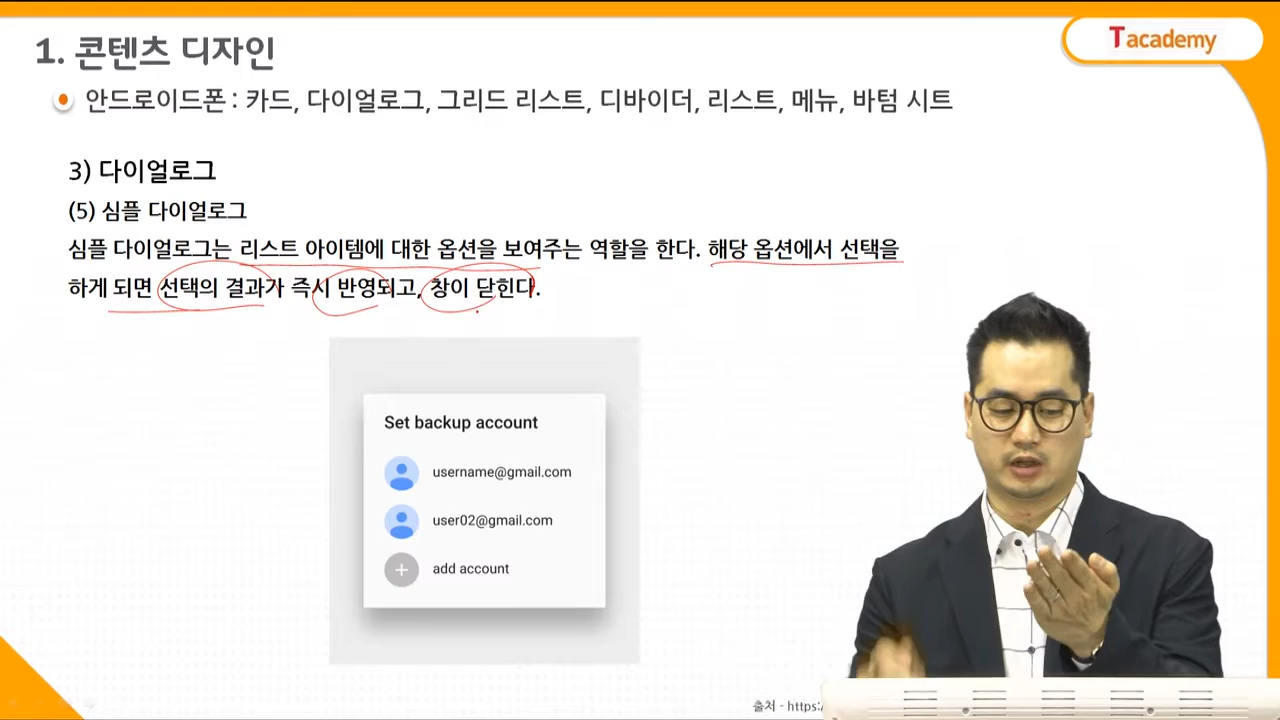 1. 콘텐츠 디자인
Tacademy
안드로이드폰 : 카드, 다이얼로그, 그리드 리스트, 디바이더, 리스트, 메뉴, 바텀 시트
3) 다이얼로그
(5) 심플 다이얼로그
심플 다이얼로그는 리스트 아이템에 대한 옵션을 보여주는 역할을 한다. 해당 옵션에서 선택을
하게 되면 선택의 결과가 즉시 반영되고, 창이 닫힌다.
Set backup account
username@gmail.com
user02@gmail.com
add account
출처 - https:/